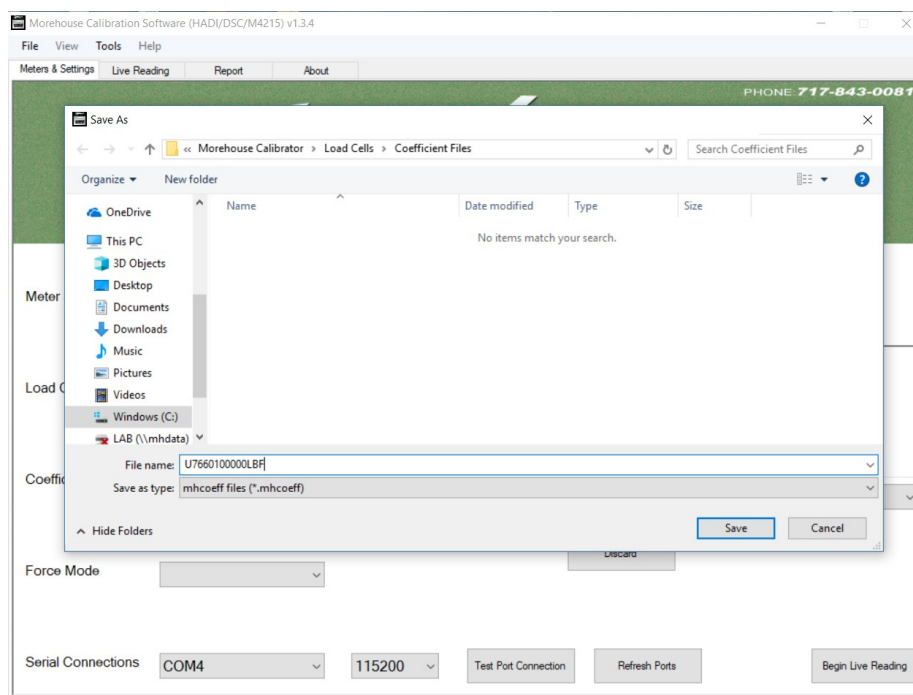 Morehouse Calibration Software (HADI/DSC/M4215) v1.3.4
File View Tools Help
Meters & Settings Live Reading Report About
PHONE: 717-843-0081
Save As
« Morehouse Calibrator › Load Cells › Coefficient Files
Search Coefficient Files
Organize New folder
Name Date modified Type Size
No items match your search.
OneDrive
This PC
3D Objects
Desktop
Documents
Downloads
Music
Pictures
Videos
Windows (C:)
LAB (\\mhdata)
File name: U7660100000LBF
Save as type: mhcoeff files (*.mhcoeff)
Hide Folders
Save Cancel
Meter
Load
Discard
Force Mode
Serial Connections COM4 115200 Test Port Connection Refresh Ports Begin Live Reading